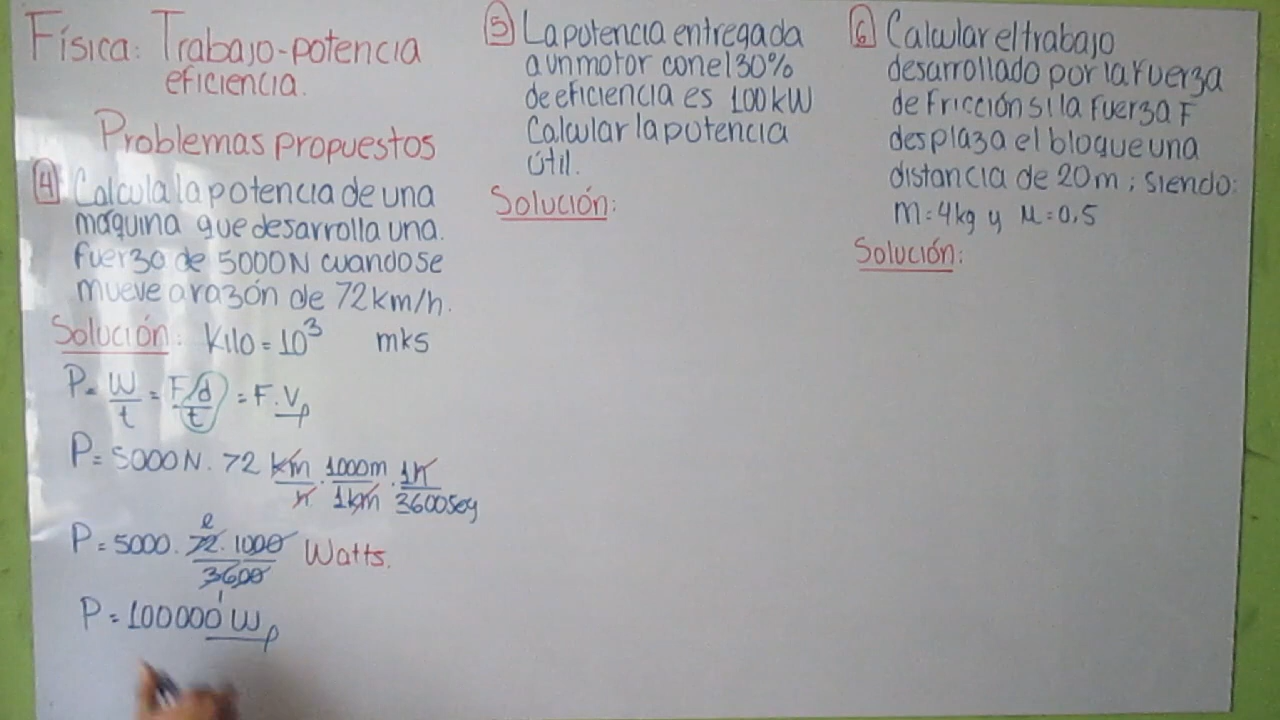 Física: Trabajo-potencia
eficiencia.
Problemas propuestos
4 Calcula la potencia de una
máquina que desarrolla una.
fuerza de 5000N cuando se
mueve a razón de 72km/h.
Solución: Kilo = 10³ mks
P = W/t = F/d/t = F.V
P = 5000N. 72 km/h . 1000m/1km . 1h/3600seg
P = 5000. 72.1000/3600 Watts.
2
1
P = 100000 W
5 La potencia entregada
a un motor con el 30%
de eficiencia es 100kW
Calcular la potencia
útil.
Solución:
6 Calcular el trabajo
desarrollado por la fuerza
de fricción si la fuerza F
desplaza el bloque una
distancia de 20m; siendo:
m=4kg y μ=0,5
Solución: